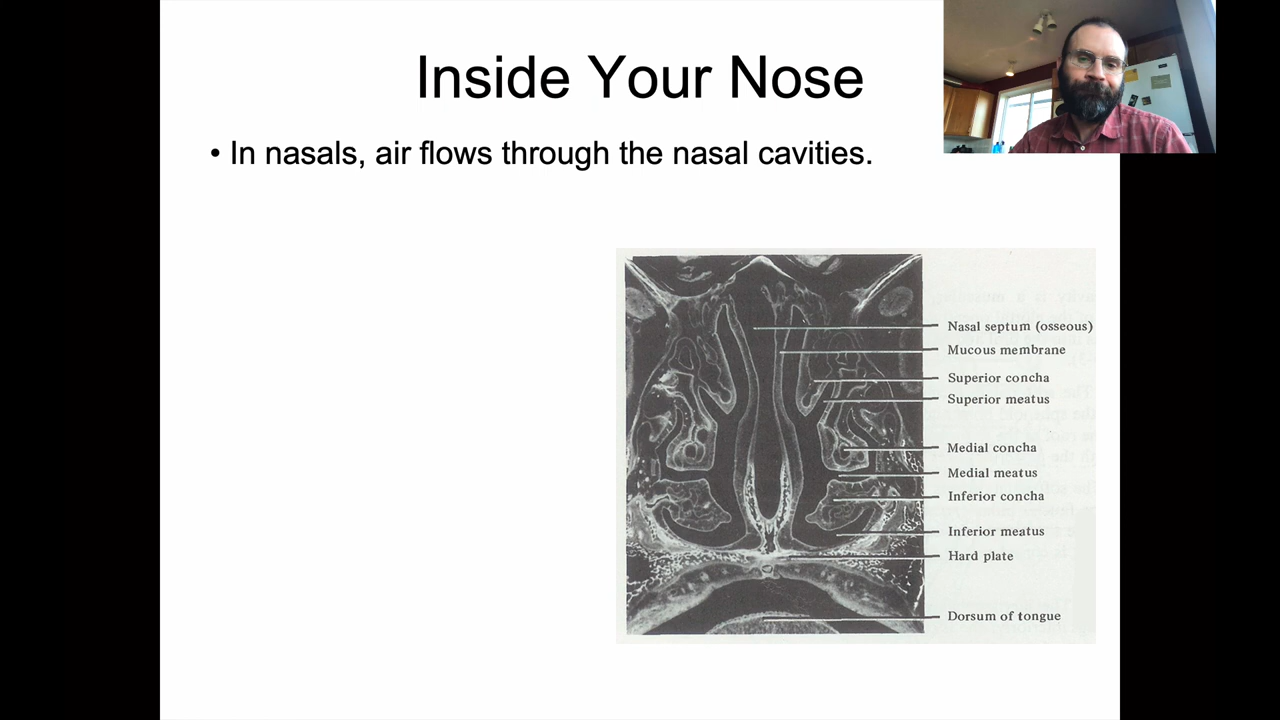 Inside Your Nose
• In nasals, air flows through the nasal cavities.
Nasal septum (osseous)
Mucous membrane
Superior concha
Superior meatus
Medial concha
Medial meatus
Inferior concha
Inferior meatus
Hard plate
Dorsum of tongue